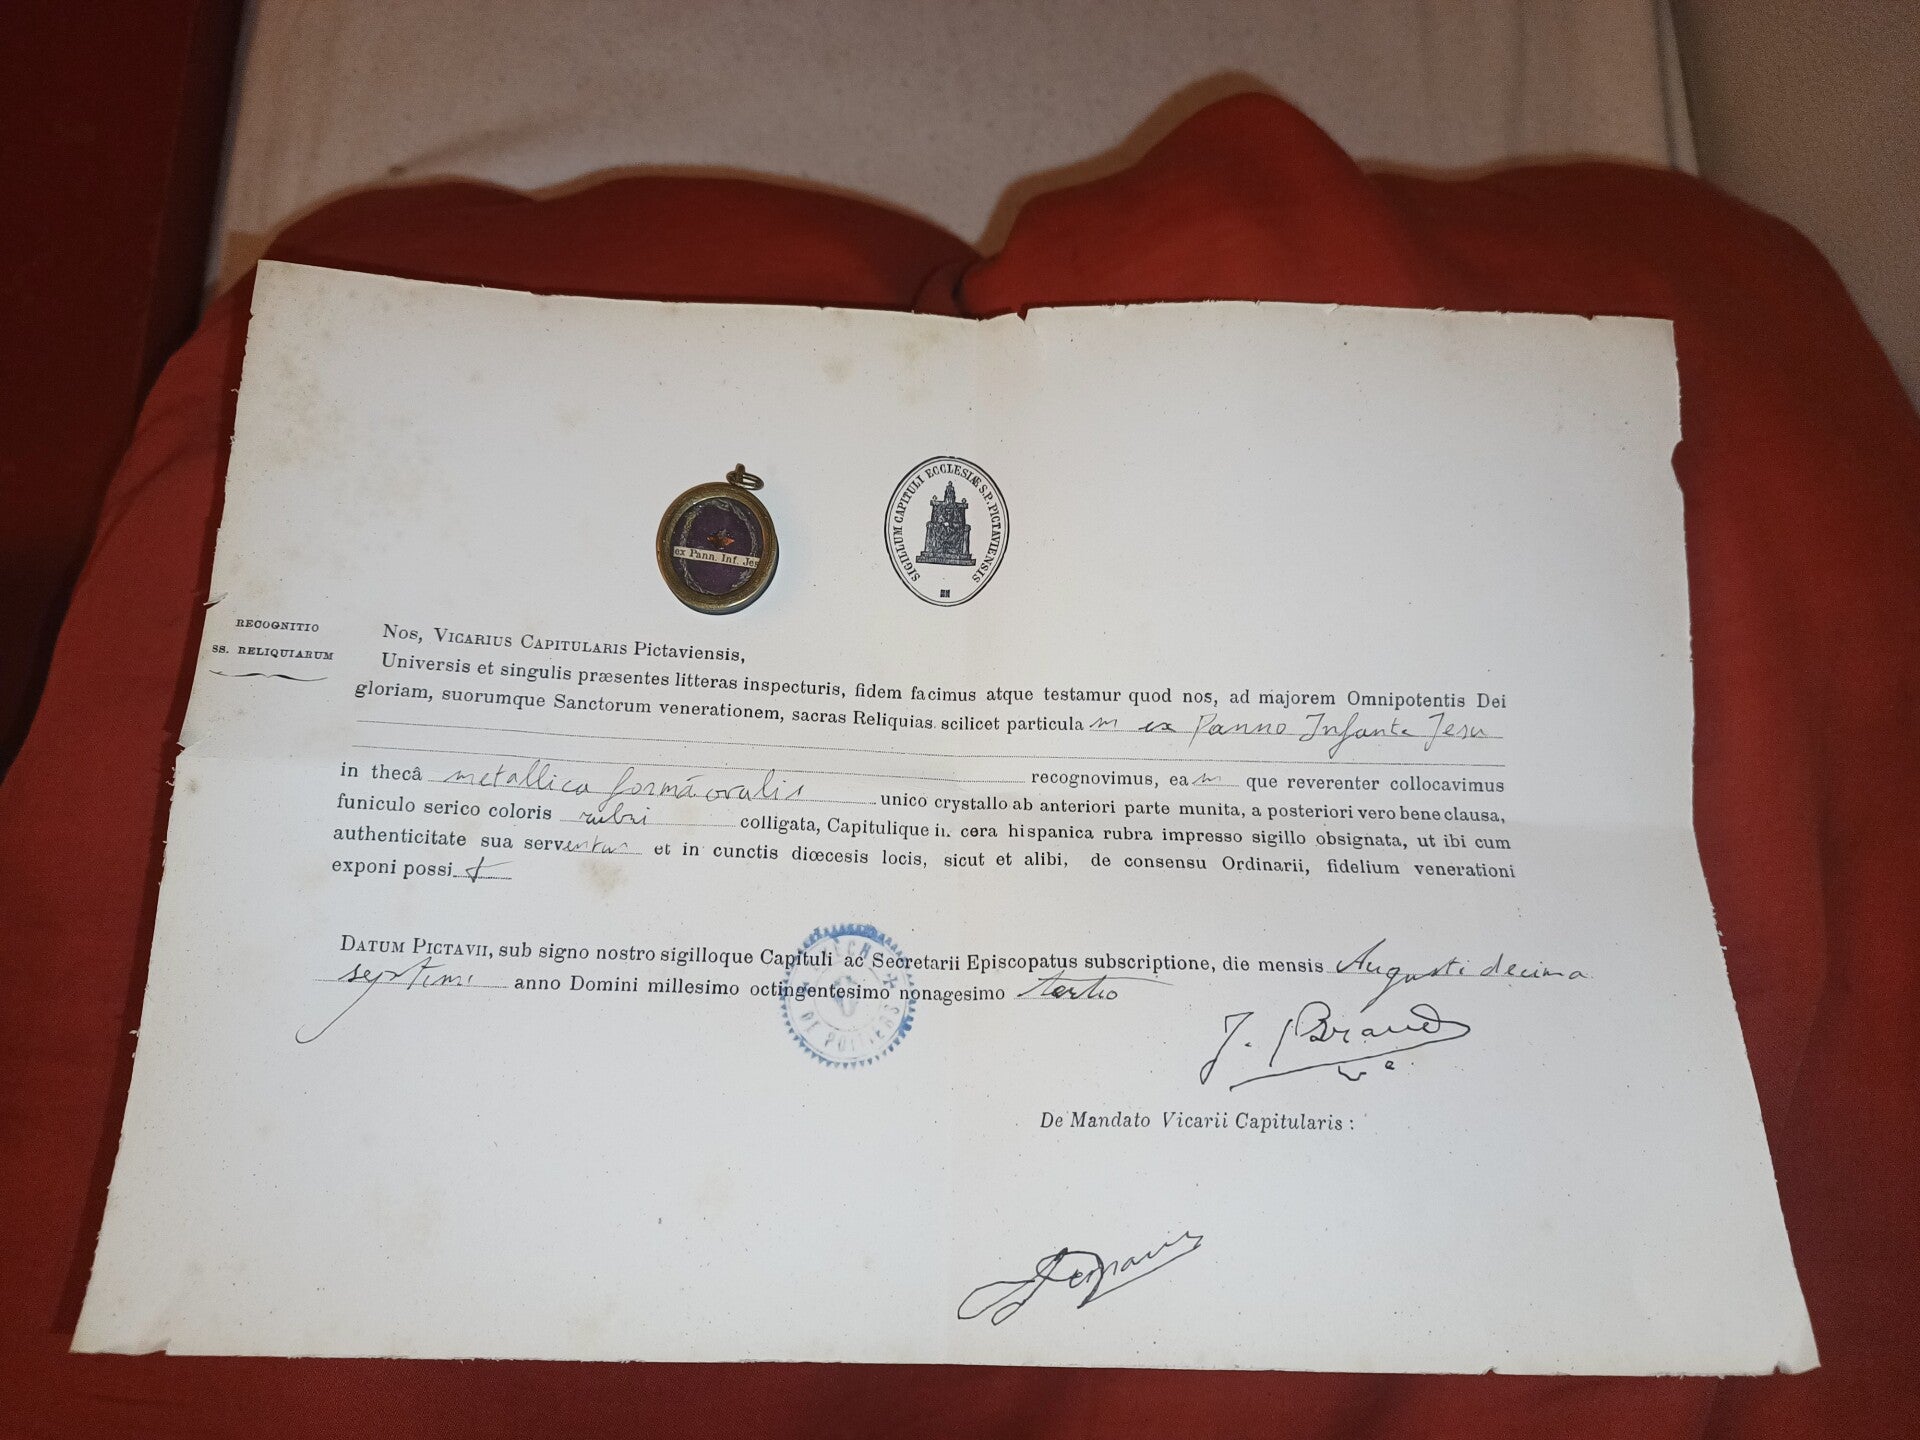 SIGILLUM CAPITULI ECCLESIÆ S.P. PICTAVIENSIS
ex Pann. Inf. Jes
RECOGNITIO
SS. RELIQUIARUM
Nos, VICARIUS CAPITULARIS Pictaviensis,
Universis et singulis præsentes litteras inspecturis, fidem facimus atque testamur quod nos, ad majorem Omnipotentis Dei
gloriam, suorumque Sanctorum venerationem, sacras Reliquias scilicet particula m ex Panno Infantis Jesu
in thecâ metallica formâ ovalis recognovimus, ea m que reverenter collocavimus
unico crystallo ab anteriori parte munita, a posteriori vero bene clausa,
funiculo serico coloris rubri colligata, Capitulique in cera hispanica rubra impresso sigillo obsignata, ut ibi cum
authenticitate sua serventur et in cunctis diœcesis locis, sicut et alibi, de consensu Ordinarii, fidelium venerationi
exponi possi t
DATUM PICTAVII, sub signo nostro sigilloque Capituli ac Secretarii Episcopatus subscriptione, die mensis Augusti decima
septimi anno Domini millesimo octingentesimo nonagesimo tertio
DE POITIERS
De Mandato Vicarii Capitularis :